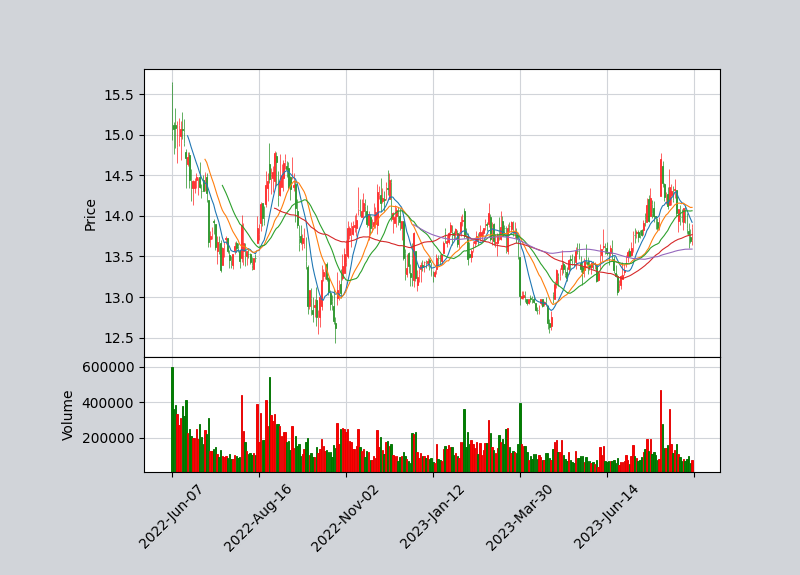 15.5
15.0
14.5
14.0
13.5
13.0
12.5
Price
600000
400000
200000
Volume
2022-Jun-07
2022-Aug-16
2022-Nov-02
2023-Jan-12
2023-Mar-30
2023-Jun-14